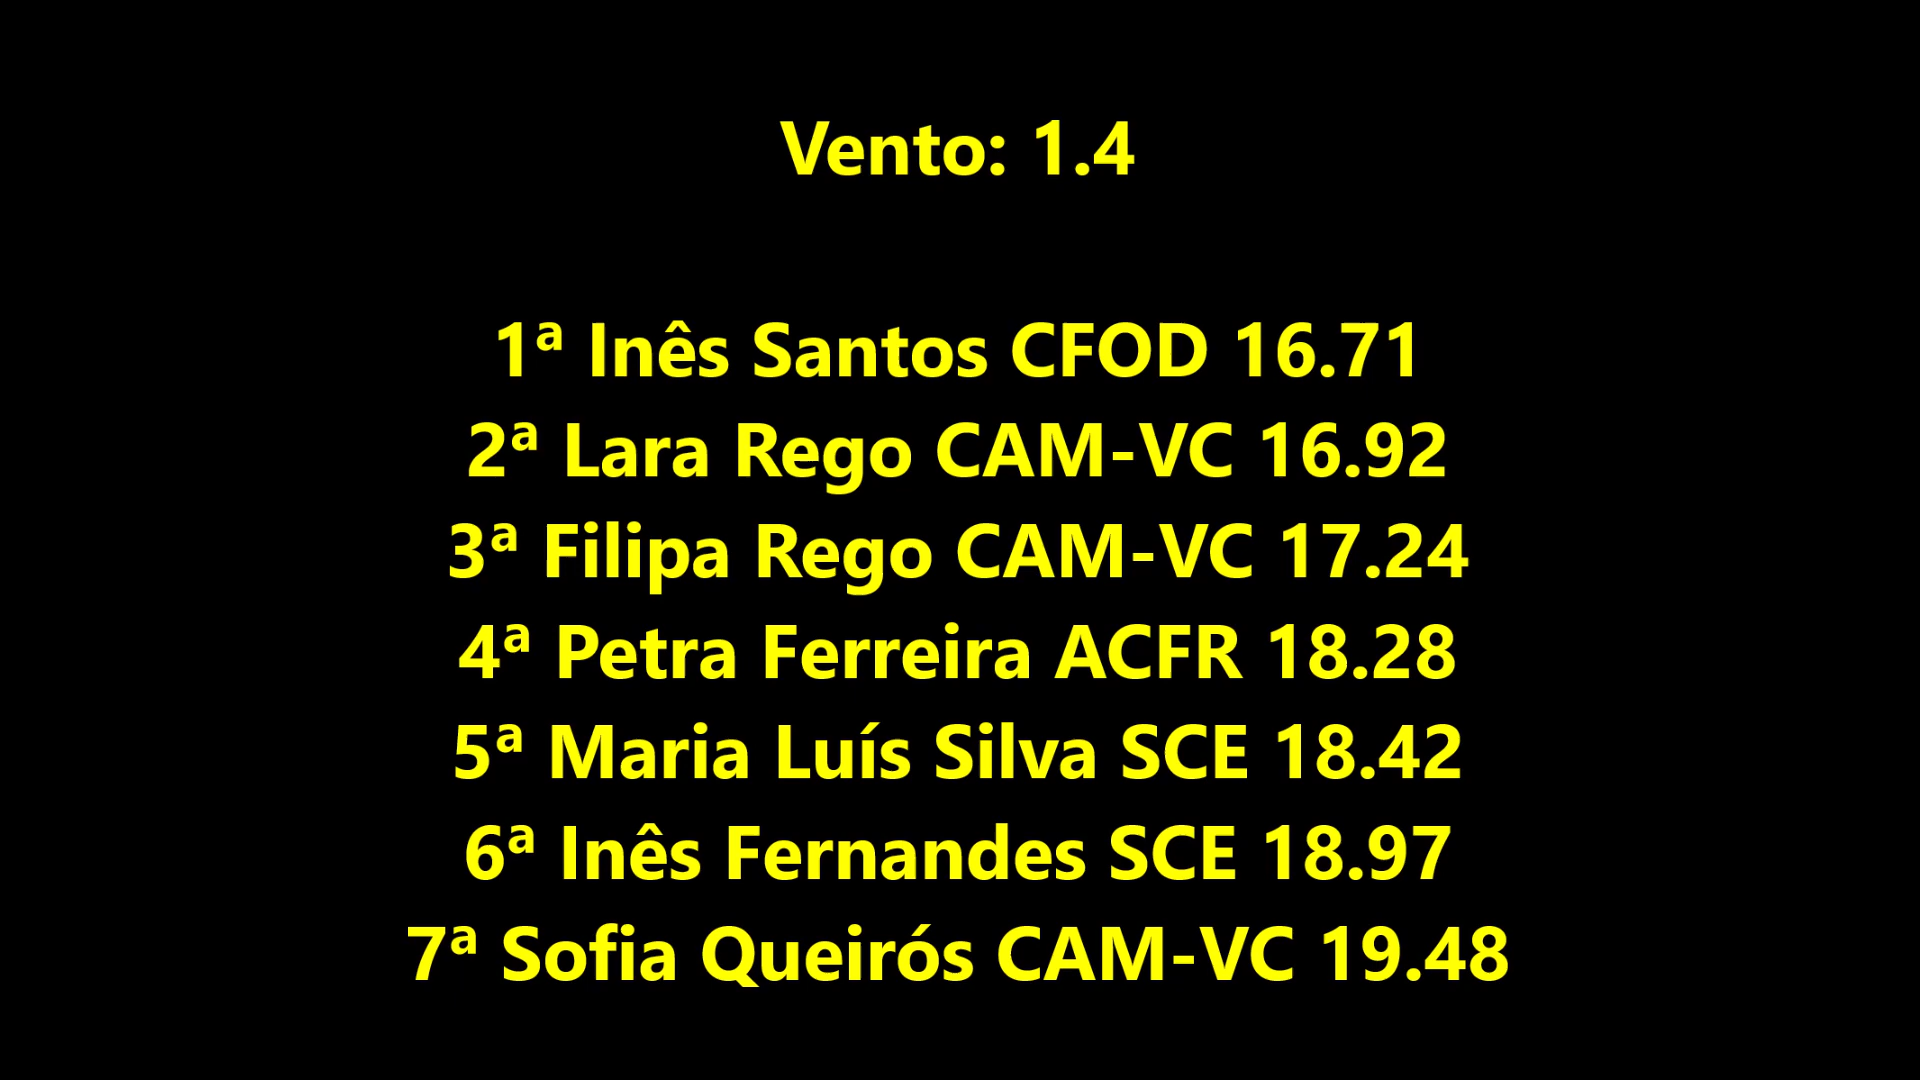 Vento: 1.4
1ª Inês Santos CFOD 16.71
2ª Lara Rego CAM-VC 16.92
3ª Filipa Rego CAM-VC 17.24
4ª Petra Ferreira ACFR 18.28
5ª Maria Luís Silva SCE 18.42
6ª Inês Fernandes SCE 18.97
7ª Sofia Queirós CAM-VC 19.48